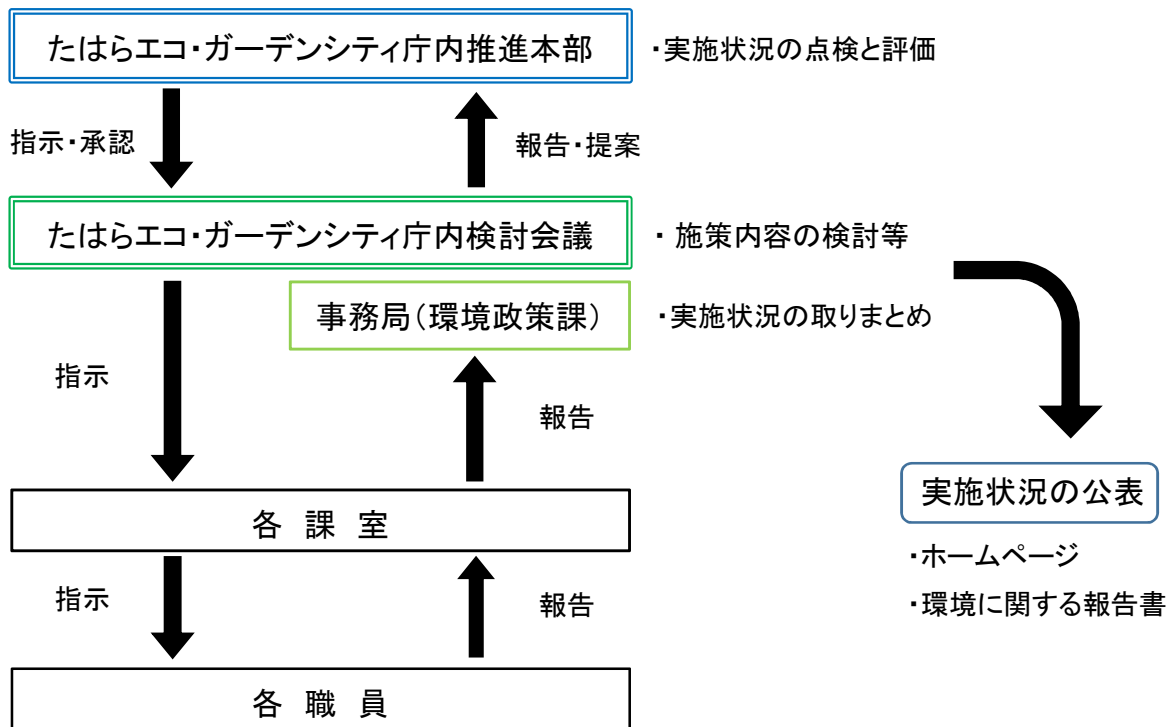 たはらエコ・ガーデンシティ庁内推進本部
・実施状況の点検と評価
指示・承認
報告・提案
たはらエコ・ガーデンシティ庁内検討会議
・ 施策内容の検討等
事務局（環境政策課）
・実施状況の取りまとめ
指示
報告
実施状況の公表
各 課 室
・ホームページ
指示
報告
・環境に関する報告書
各 職 員